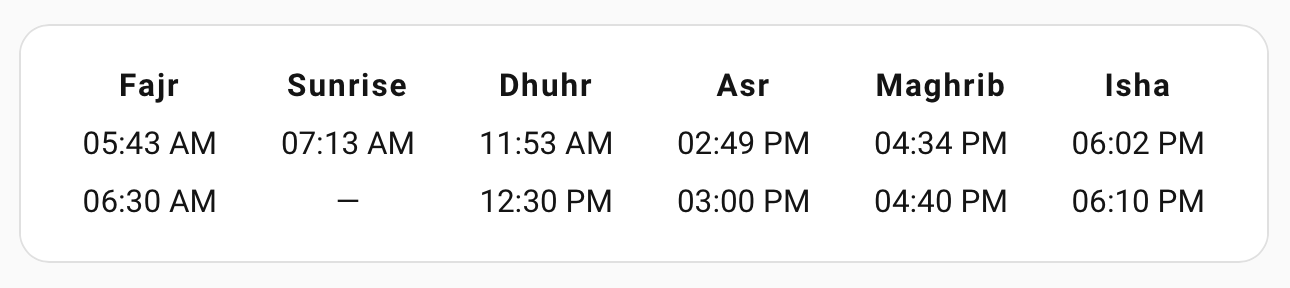 Fajr Sunrise Dhuhr Asr Maghrib Isha
05:43 AM 07:13 AM 11:53 AM 02:49 PM 04:34 PM 06:02 PM
06:30 AM — 12:30 PM 03:00 PM 04:40 PM 06:10 PM